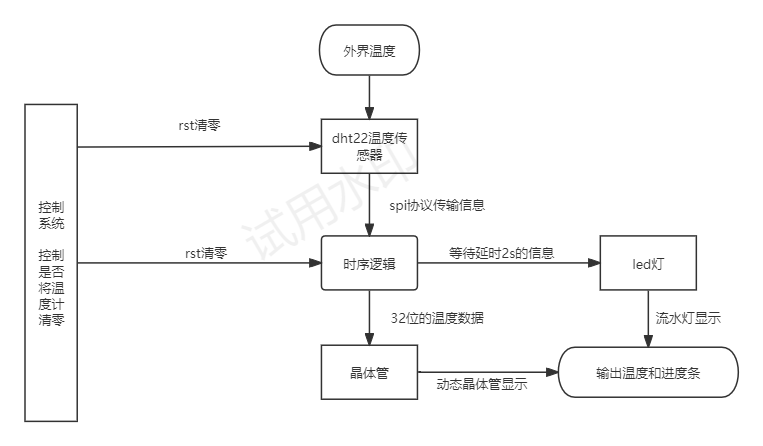 外界温度
rst清零
dht22温度传
感器
试用水印
spi协议传输信息
控制
系统
控制
是否
将温
度计
清零
rst清零
时序逻辑
等待延时2s的信息
led灯
32位的温度数据
流水灯显示
晶体管
动态晶体管显示
输出温度和进度条